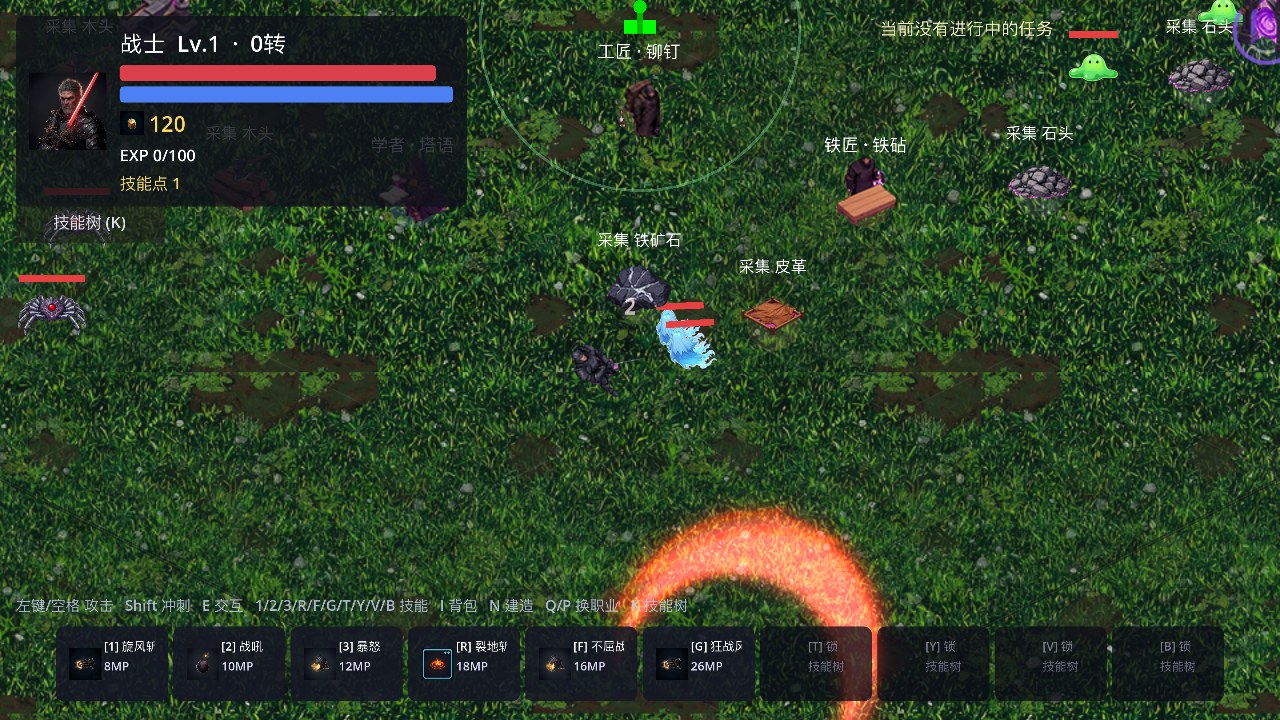 采集 木头
战士 Lv.1 · 0转
120
EXP 0/100
技能点 1
技能树 (K)
采集 木头
学者 · 塔语
工匠 · 铆钉
当前没有进行中的任务
采集 石头
铁匠 · 铁砧
采集 石头
采集 铁矿石
采集 皮革
2
左键/空格 攻击 Shift 冲刺 E 交互 1/2/3/R/F/G/T/Y/V/B 技能 I 背包 N 建造 Q/P 换职业 技能树
[1] 旋风斩
8MP
[2] 战吼
10MP
[3] 暴怒
12MP
[R] 裂地斩
18MP
[F] 不屈战
16MP
[G] 狂战
26MP
[T] 锁
技能树
[Y] 锁
技能树
[V] 锁
技能树
[B] 锁
技能树